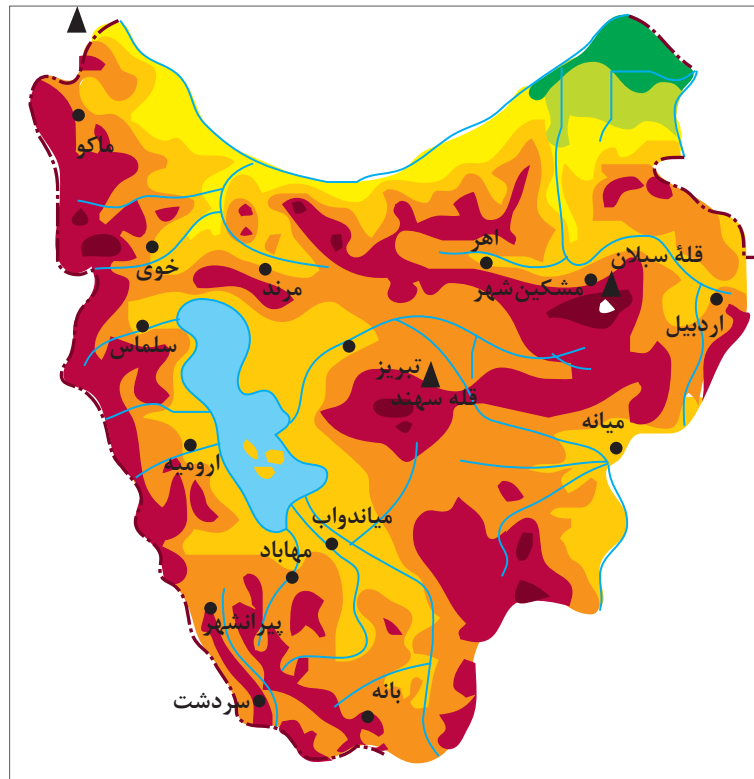 ماکو
خوی
مرند
اهر
مشکین‌شهر
قلهٔ سبلان
اردبیل
سلماس
تبریز
قله سهند
میانه
ارومیه
میاندواب
مهاباد
پیرانشهر
سردشت
بانه